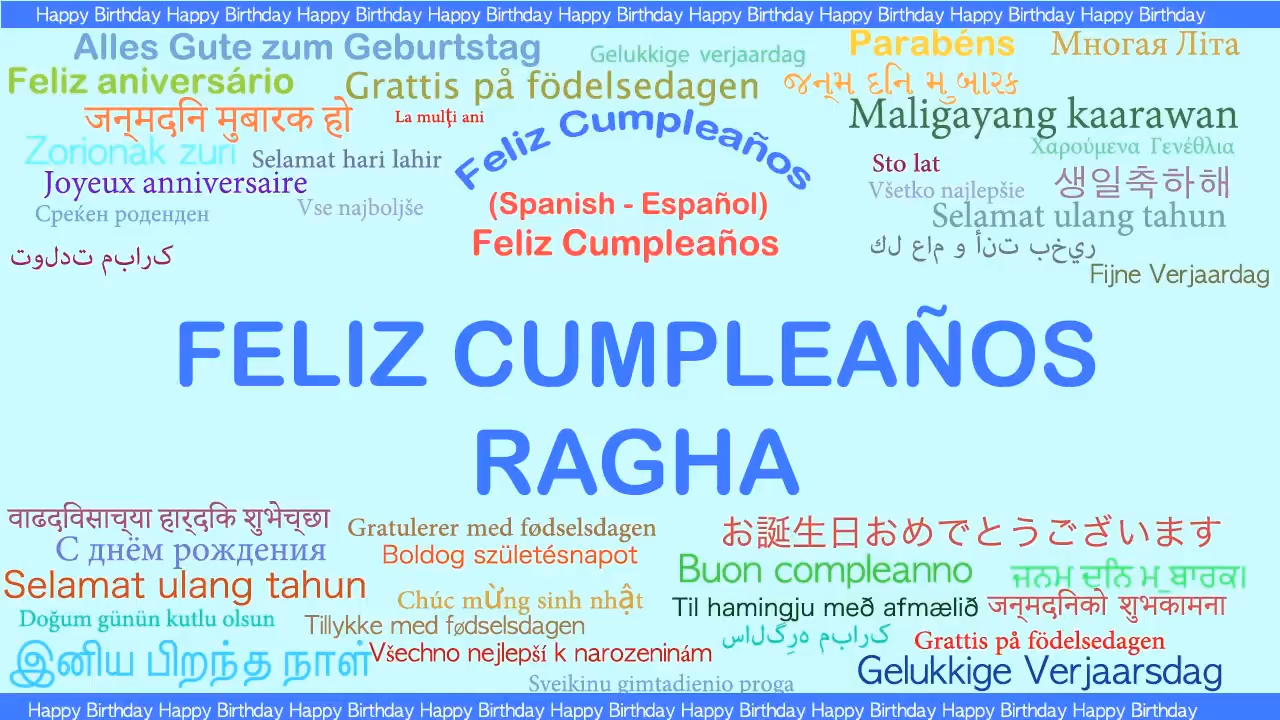 Happy Birthday Happy Birthday Happy Birthday Happy Birthday Happy Birthday Happy Birthday Happy Birthday Happy Birthday Happy Birthday
Alles Gute zum Geburtstag
Gelukkige verjaardag
Parabéns
Многая Літа
Feliz aniversário
Grattis på födelsedagen
જન્મ દિન મુબારક
जन्मदिन मुबारक हो
La mulţi ani
Feliz Cumpleaños
Maligayang kaarawan
Zorionak zuri
Selamat hari lahir
Χαρούμενα Γενέθλια
Sto lat
Joyeux anniversaire
Všetko najlepšie
생일축하해
(Spanish - Español)
Среќен роденден
Vse najboljše
Selamat ulang tahun
Feliz Cumpleaños
تولدت مبارک
كل عام و أنت بخير
Fijne Verjaardag
FELIZ CUMPLEAÑOS
RAGHA
वाढदिवसाच्या हार्दिक शुभेच्छा
Gratulerer med fødselsdagen
お誕生日おめでとうございます
С днём рождения
Boldog születésnapot
Buon compleanno
ਜਨਮ ਦਿਨ ਮੁਬਾਰਕ।
Selamat ulang tahun
Chúc mừng sinh nhật
Til hamingju með afmælið
जन्मदिनको शुभकामना
Doğum günün kutlu olsun
Tillykke med fødselsdagen
سالگرہ مبارک
Grattis på födelsedagen
இனிய பிறந்த நாள்
Všechno nejlepší k narozeninám
Gelukkige Verjaarsdag
Sveikinu gimtadienio proga
Happy Birthday Happy Birthday Happy Birthday Happy Birthday Happy Birthday Happy Birthday Happy Birthday Happy Birthday Happy Birthday